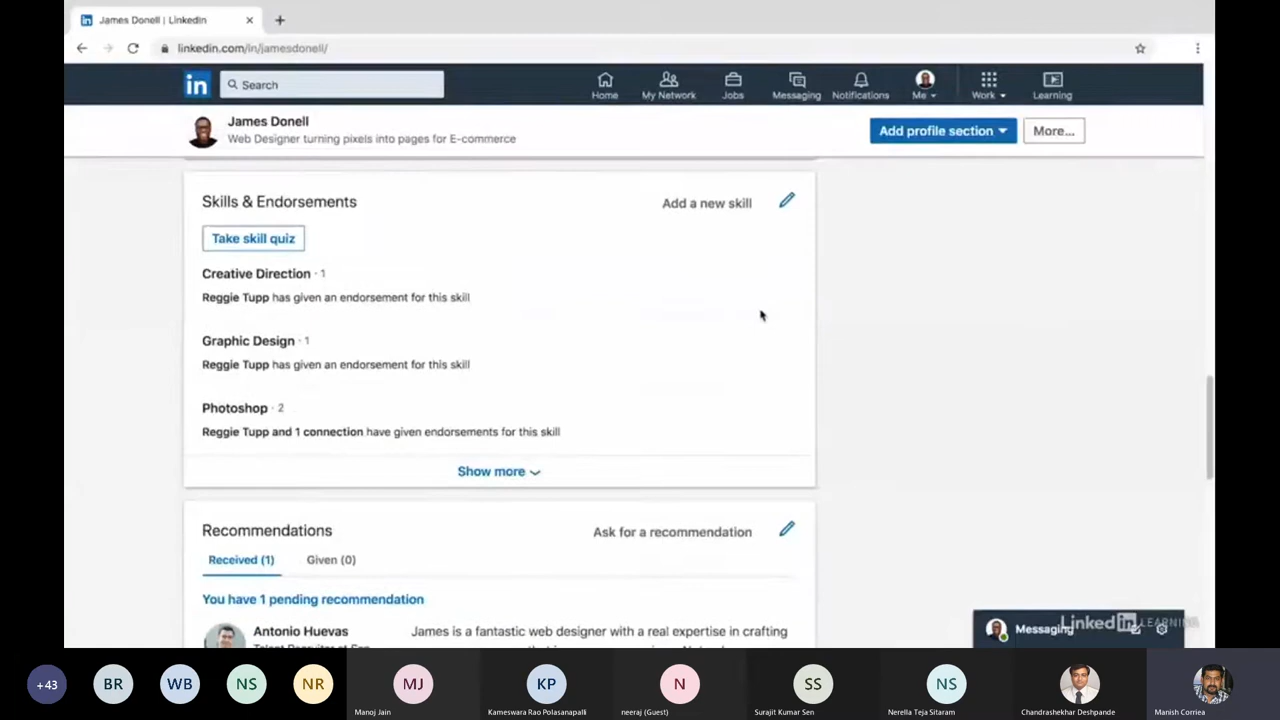 James Donell | LinkedIn
linkedin.com/in/jamesdonell/
in
Search
Home
My Network
Jobs
Messaging
Notifications
Me
Work
Learning
James Donell
Web Designer turning pixels into pages for E-commerce
Add profile section
More...
Skills & Endorsements
Add a new skill
Take skill quiz
Creative Direction · 1
Reggie Tupp has given an endorsement for this skill
Graphic Design · 1
Reggie Tupp has given an endorsement for this skill
Photoshop · 2
Reggie Tupp and 1 connection have given endorsements for this skill
Show more
Recommendations
Ask for a recommendation
Received (1)
Given (0)
You have 1 pending recommendation
Antonio Huevas
James is a fantastic web designer with a real expertise in crafting
Messaging
LinkedIn LEARNING
+43
BR
WB
NS
NR
MJ
KP
N
SS
NS
Manoj Jain
Kameswara Rao Polasanapalli
neeraj (Guest)
Surajit Kumar Sen
Nerella Teja Sitaram
Chandrashekhar Deshpande
Manish Correa